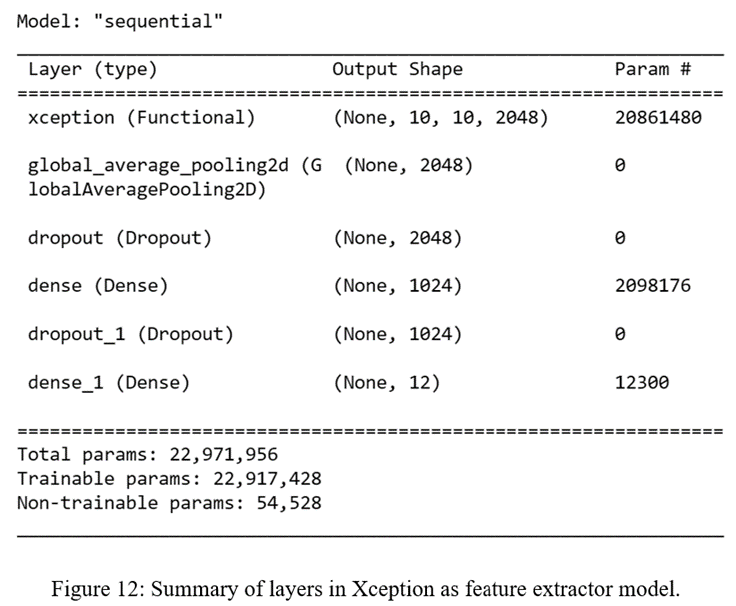 Model: "sequential"
Layer (type) Output Shape Param #
=================================================================
xception (Functional) (None, 10, 10, 2048) 20861480
global_average_pooling2d (G (None, 2048) 0
lobalAveragePooling2D)
dropout (Dropout) (None, 2048) 0
dense (Dense) (None, 1024) 2098176
dropout_1 (Dropout) (None, 1024) 0
dense_1 (Dense) (None, 12) 12300
=================================================================
Total params: 22,971,956
Trainable params: 22,917,428
Non-trainable params: 54,528
Figure 12: Summary of layers in Xception as feature extractor model.